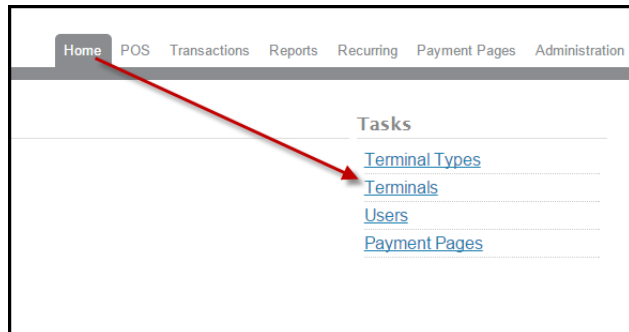 Home POS Transactions Reports Recurring Payment Pages Administration
Tasks
Terminal Types
Terminals
Users
Payment Pages